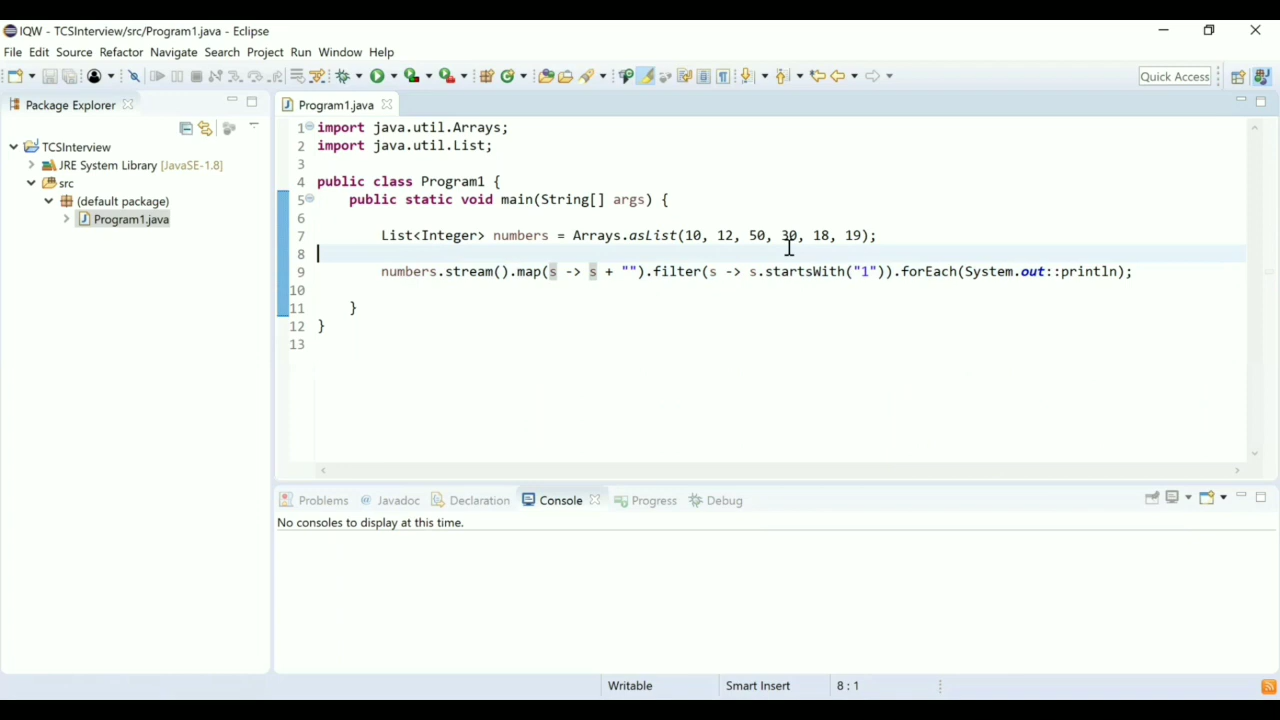 IQW - TCSInterview/src/Program1.java - Eclipse
File Edit Source Refactor Navigate Search Project Run Window Help
Quick Access
Package Explorer
TCSInterview
JRE System Library [JavaSE-1.8]
src
(default package)
Program1.java
Program1.java
1 import java.util.Arrays;
2 import java.util.List;
3
4 public class Program1 {
5 public static void main(String[] args) {
6
7 List<Integer> numbers = Arrays.asList(10, 12, 50, 30, 18, 19);
8
9 numbers.stream().map(s -> s + "").filter(s -> s.startsWith("1")).forEach(System.out::println);
10
11 }
12 }
13
Problems @ Javadoc Declaration Console Progress Debug
No consoles to display at this time.
Writable Smart Insert 8 : 1